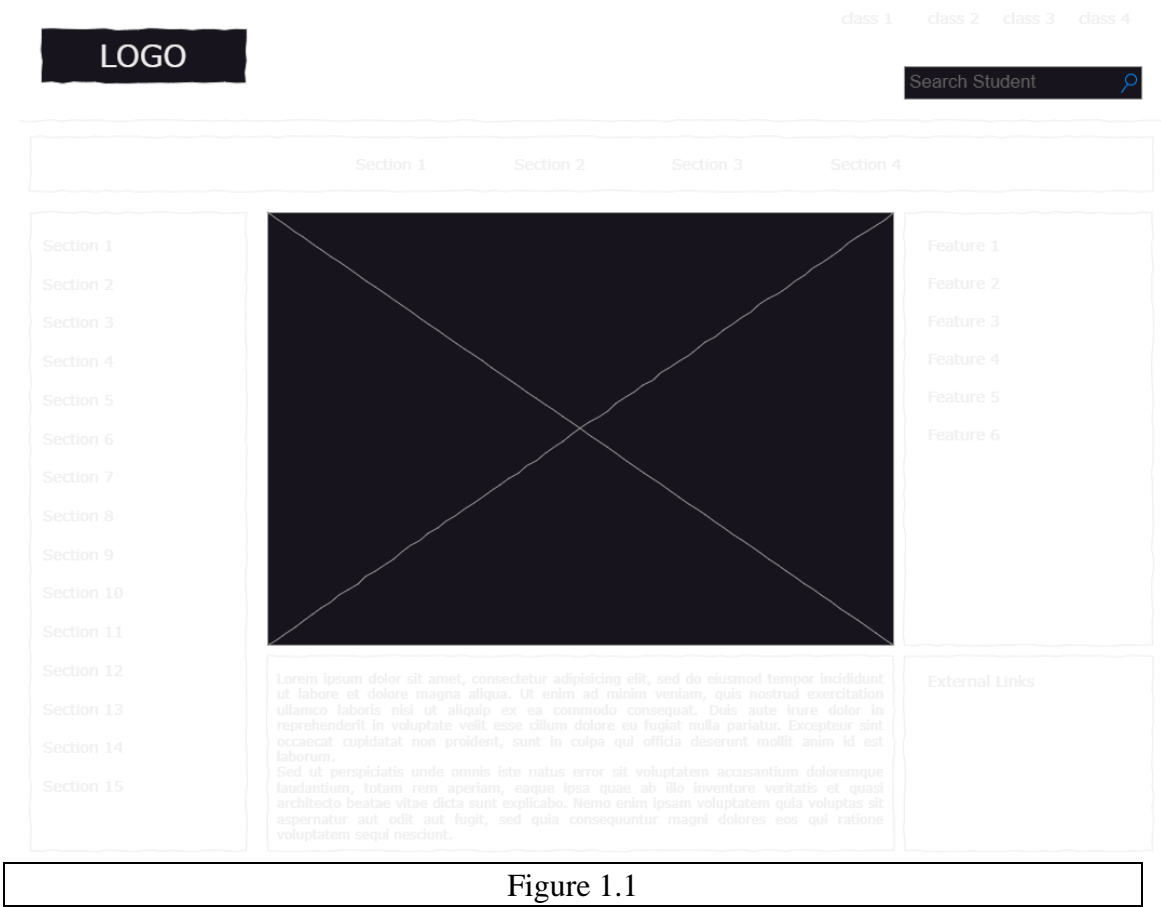 class 1 class 2 class 3 class 4
LOGO
Search Student
Section 1 Section 2 Section 3 Section 4
Section 1
Section 2
Section 3
Section 4
Section 5
Section 6
Section 7
Section 8
Section 9
Section 10
Section 11
Section 12
Section 13
Section 14
Section 15
Feature 1
Feature 2
Feature 3
Feature 4
Feature 5
Feature 6
Lorem ipsum dolor sit amet, consectetur adipisicing elit, sed do eiusmod tempor incididunt
ut labore et dolore magna aliqua. Ut enim ad minim veniam, quis nostrud exercitation
ullamco laboris nisi ut aliquip ex ea commodo consequat. Duis aute irure dolor in
reprehenderit in voluptate velit esse cillum dolore eu fugiat nulla pariatur. Excepteur sint
occaecat cupidatat non proident, sunt in culpa qui officia deserunt mollit anim id est
laborum.
Sed ut perspiciatis unde omnis iste natus error sit voluptatem accusantium doloremque
laudantium, totam rem aperiam, eaque ipsa quae ab illo inventore veritatis et quasi
architecto beatae vitae dicta sunt explicabo. Nemo enim ipsam voluptatem quia voluptas sit
aspernatur aut odit aut fugit, sed quia consequuntur magni dolores eos qui ratione
voluptatem sequi nesciunt.
External Links
Figure 1.1